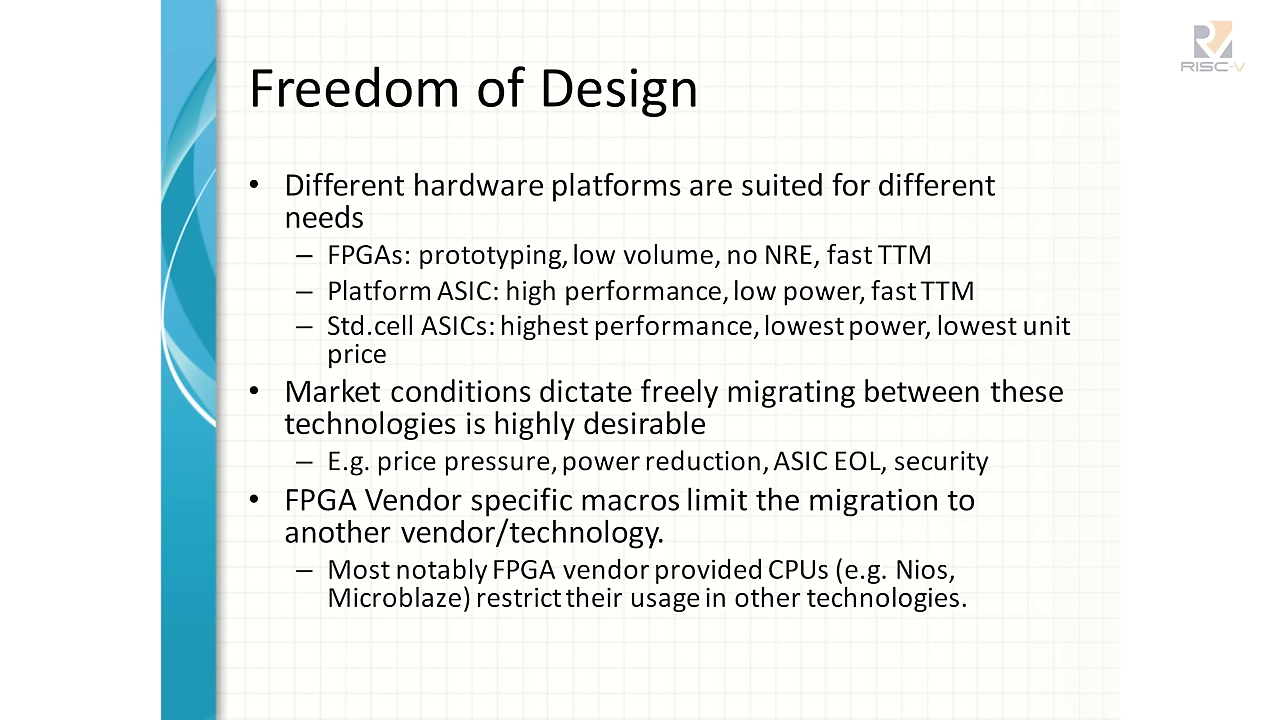 RISC-V
Freedom of Design
• Different hardware platforms are suited for different
needs
– FPGAs: prototyping, low volume, no NRE, fast TTM
– Platform ASIC: high performance, low power, fast TTM
– Std.cell ASICs: highest performance, lowest power, lowest unit
price
• Market conditions dictate freely migrating between these
technologies is highly desirable
– E.g. price pressure, power reduction, ASIC EOL, security
• FPGA Vendor specific macros limit the migration to
another vendor/technology.
– Most notably FPGA vendor provided CPUs (e.g. Nios,
Microblaze) restrict their usage in other technologies.